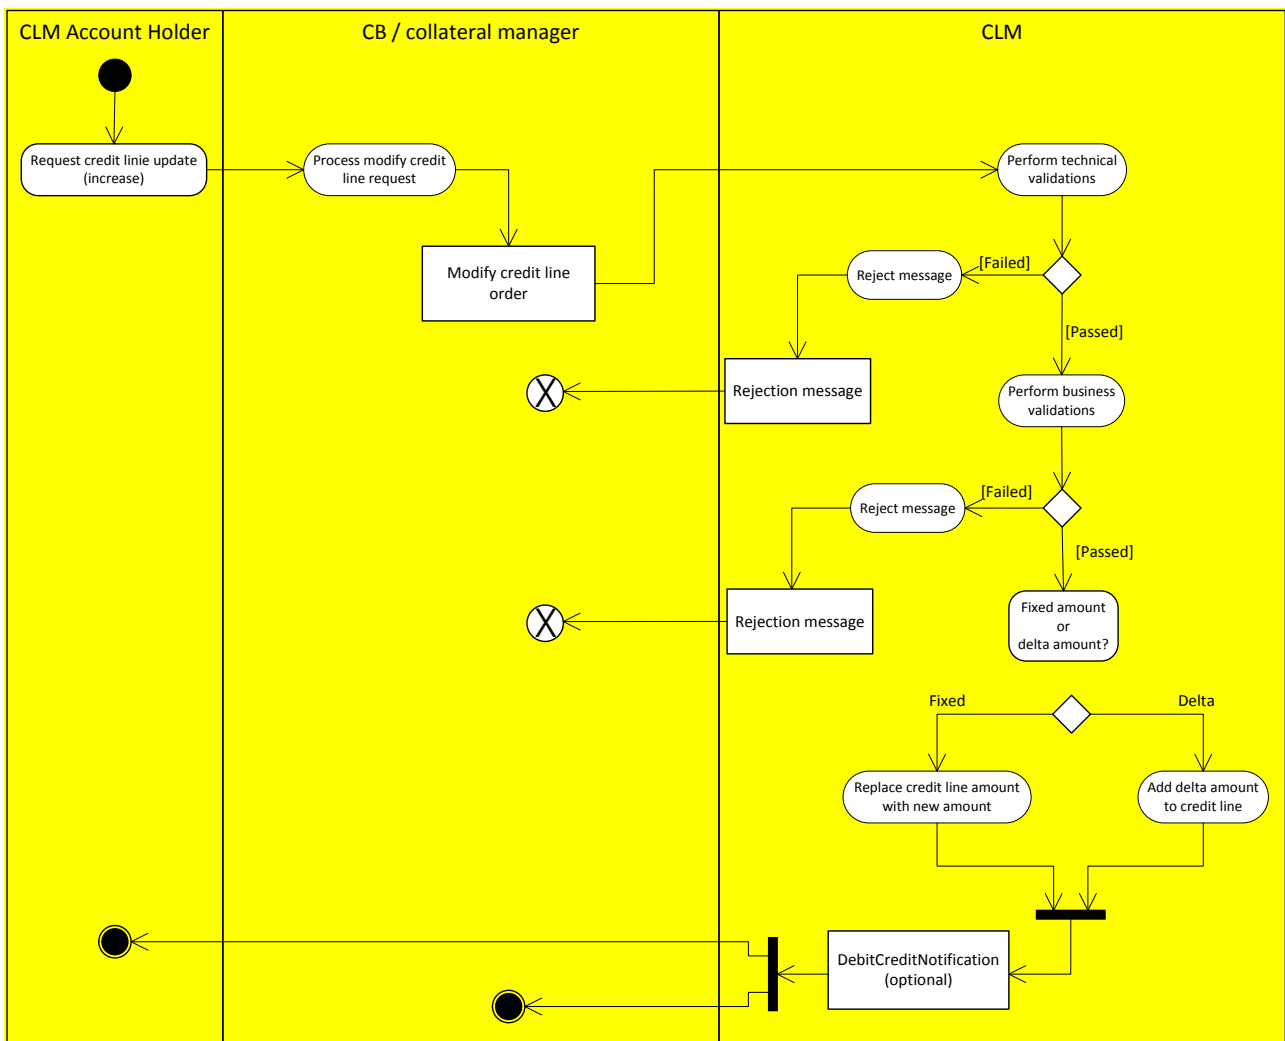 CLM Account Holder
CB / collateral manager
CLM
Request credit linie update
(increase)
Process modify credit
line request
Perform technical
validations
Modify credit line
order
Reject message
[Failed]
[Passed]
Rejection message
Perform business
validations
Reject message
[Failed]
[Passed]
Rejection message
Fixed amount
or
delta amount?
Fixed
Delta
Replace credit line amount
with new amount
Add delta amount
to credit line
DebitCreditNotification
(optional)